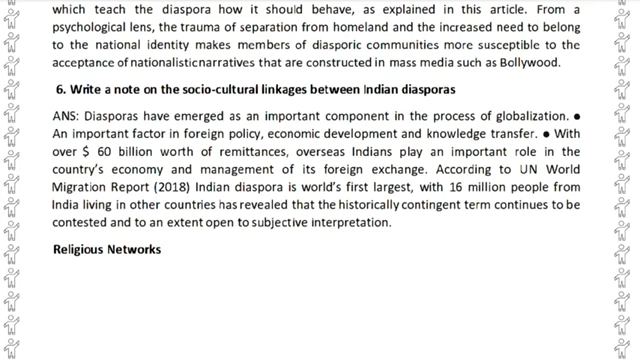 which teach the diaspora how it should behave, as explained in this article. From a
psychological lens, the trauma of separation from homeland and the increased need to belong
to the national identity makes members of diasporic communities more susceptible to the
acceptance of nationalisticnarratives that are constructed in mass media such as Bollywood.
6. Write a note on the socio-cultural linkages between Indian diasporas
ANS: Diasporas have emerged as an important component in the process of globalization. ●
An important factor in foreign policy, economic development and knowledge transfer. ● With
over $ 60 billion worth of remittances, overseas Indians play an important role in the
country's economy and management of its foreign exchange. According to UN World
Migration Report (2018) Indian diaspora is world's first largest, with 16 million people from
India living in other countries has revealed that the historically contingent term continues to be
contested and to an extent open to subjective interpretation.
Religious Networks